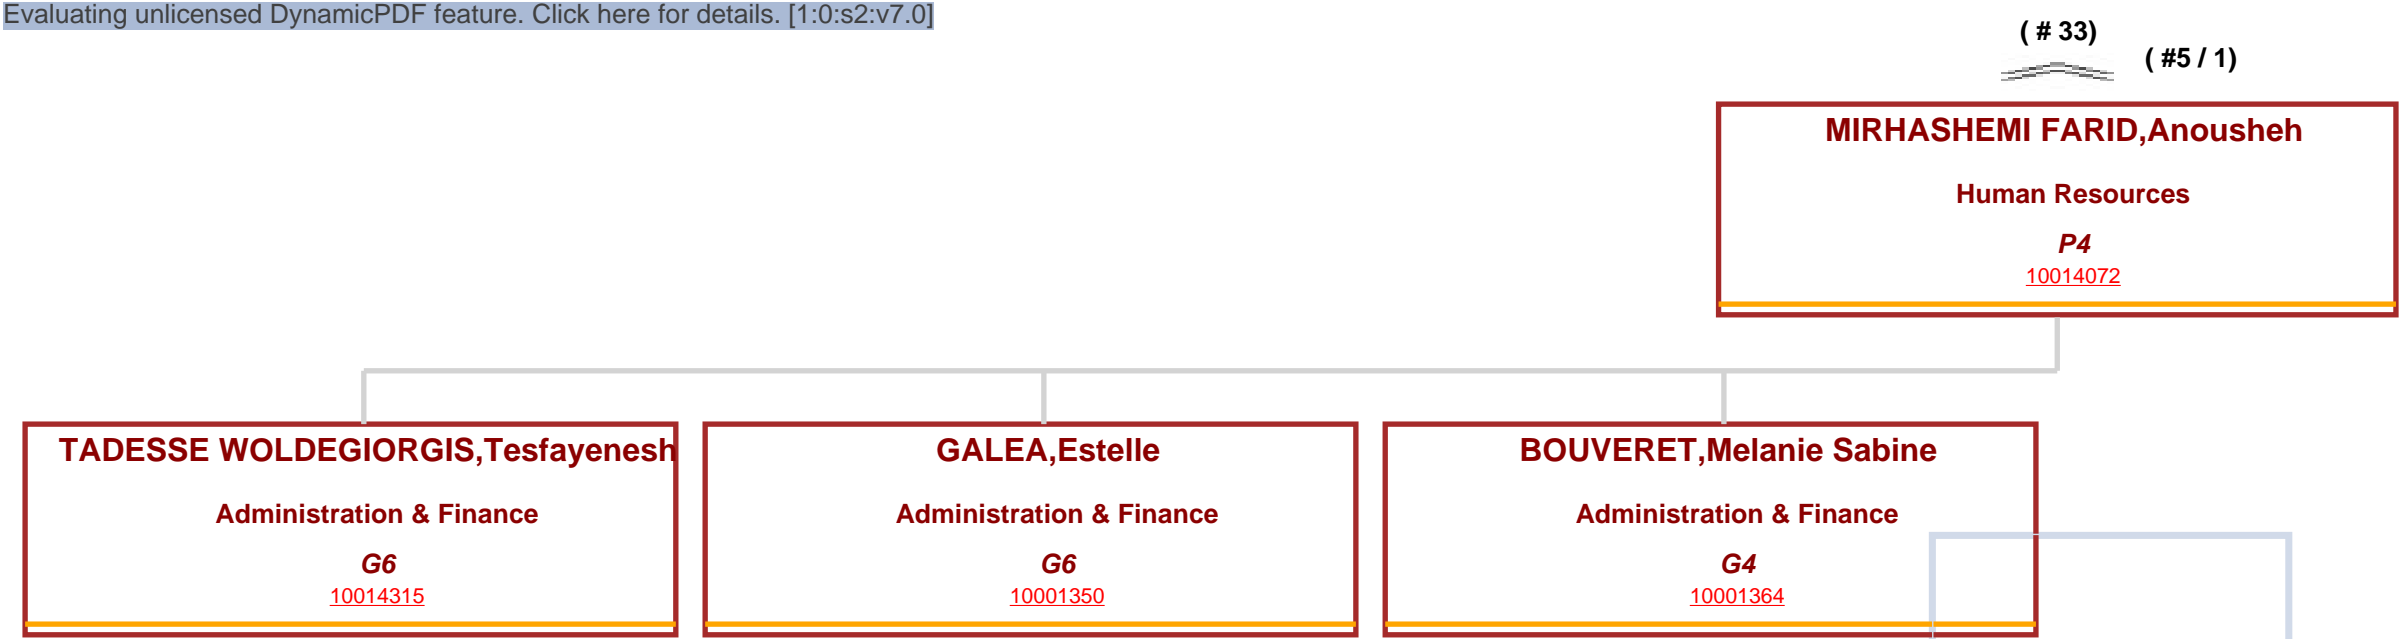 Evaluating unlicensed DynamicPDF feature. Click here for details. [1:0:s2:v7.0]
( # 33)
( #5 / 1)
MIRHASHEMI FARID,Anousheh
Human Resources
P4
10014072
TADESSE WOLDEGIORGIS,Tesfayenesh
Administration & Finance
G6
10014315
GALEA,Estelle
Administration & Finance
G6
10001350
BOUVERET,Melanie Sabine
Administration & Finance
G4
10001364